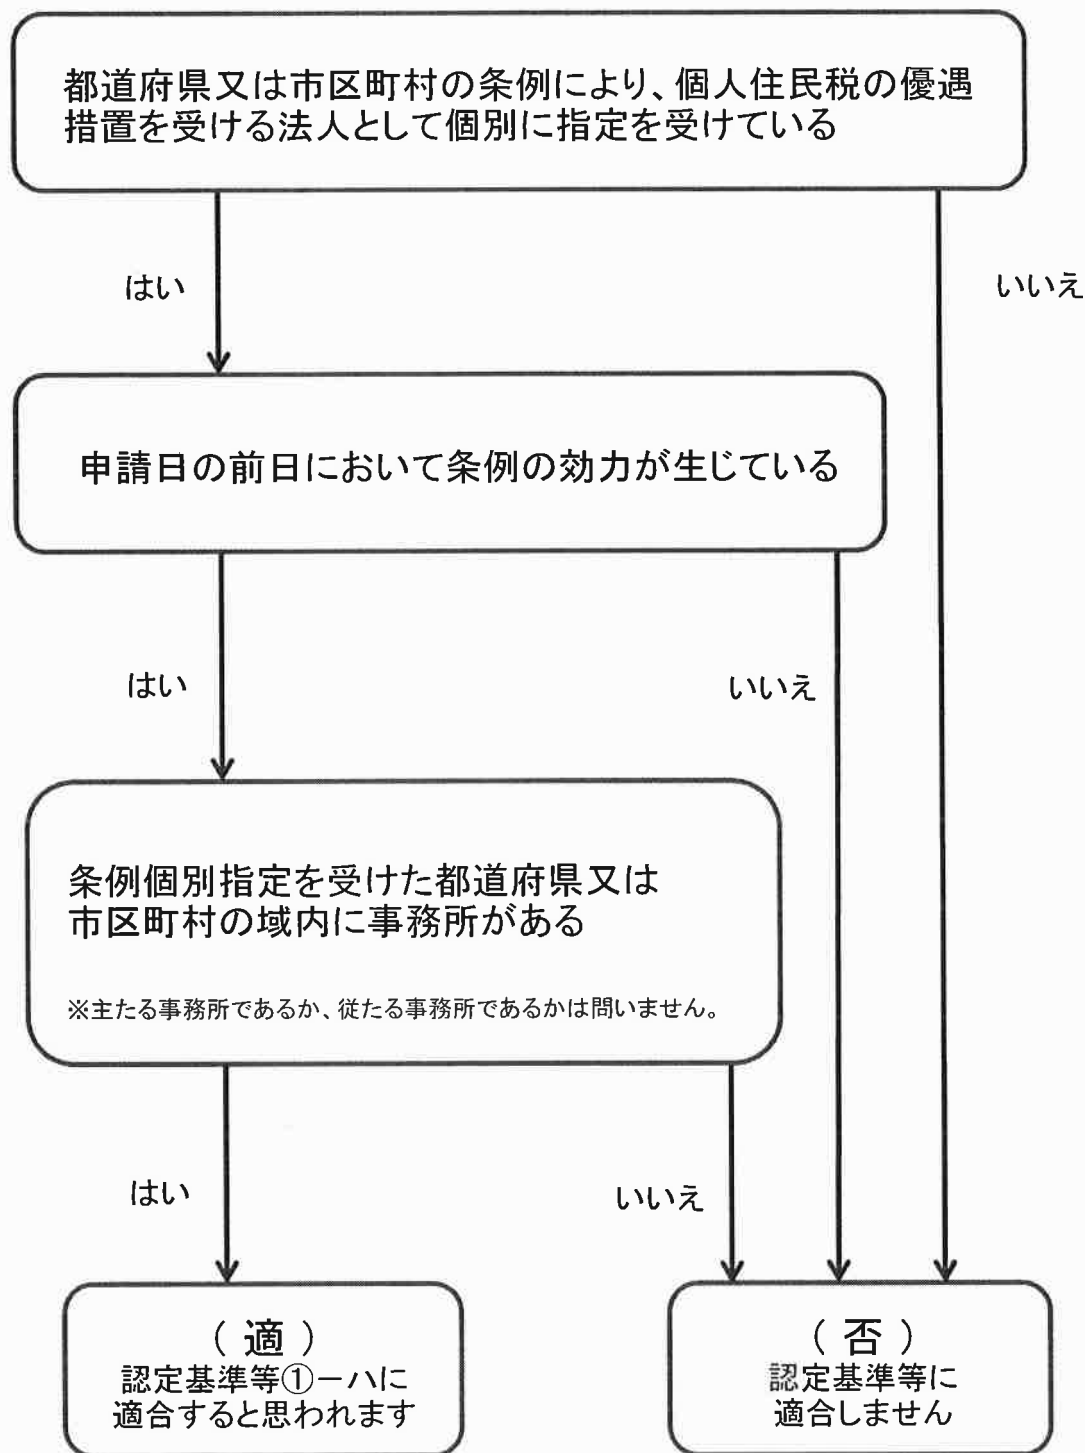 都道府県又は市区町村の条例により、個人住民税の優遇
措置を受ける法人として個別に指定を受けている
はい
いいえ
申請日の前日において条例の効力が生じている
はい
いいえ
条例個別指定を受けた都道府県又は
市区町村の域内に事務所がある
※主たる事務所であるか、従たる事務所であるかは問いません。
はい
いいえ
（ 適 ）
認定基準等①－ハに
適合すると思われます
（ 否 ）
認定基準等に
適合しません